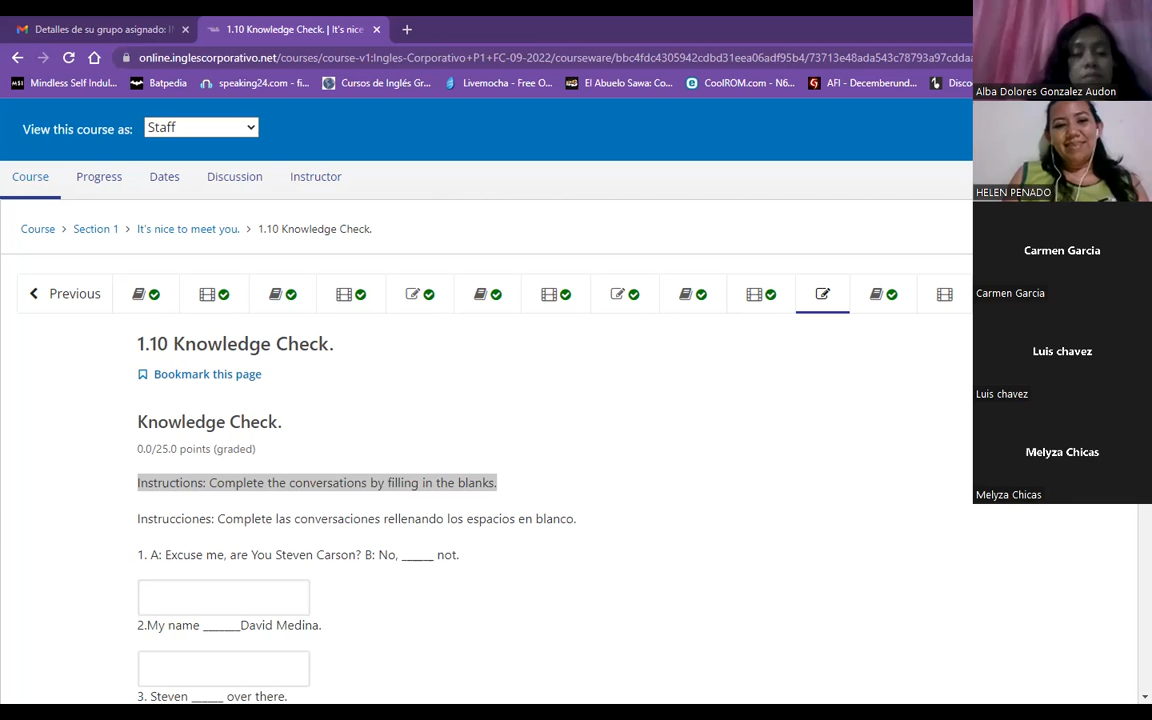 Detalles de su grupo asignado: I
1.10 Knowledge Check. | It's nice
online.inglescorporativo.net/courses/course-v1:Ingles-Corporativo+P1+FC-09-2022/courseware/bbc4fdc4305942cdbd31eea06adf95b4/73713e48ada543c78793a97cddaa
Mindless Self Indul...
Batpedia
speaking24.com - fi...
Cursos de Inglés Gr...
Livemocha - Free O...
El Abuelo Sawa: Co...
CoolROM.com - N6...
AFI - Decemberund...
Disco
View this course as:
Staff
Course
Progress
Dates
Discussion
Instructor
Course > Section 1 > It's nice to meet you. > 1.10 Knowledge Check.
Previous
1.10 Knowledge Check.
Bookmark this page
Knowledge Check.
0.0/25.0 points (graded)
Instructions: Complete the conversations by filling in the blanks.
Instrucciones: Complete las conversaciones rellenando los espacios en blanco.
1. A: Excuse me, are You Steven Carson? B: No, _____ not.
2.My name ______David Medina.
3. Steven _____ over there.
Alba Dolores Gonzalez Audon
HELEN PENADO
Carmen Garcia
Carmen Garcia
Luis chavez
Luis chavez
Melyza Chicas
Melyza Chicas